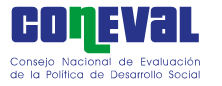 CONEVAL
Consejo Nacional de Evaluación
de la Política de Desarrollo Social